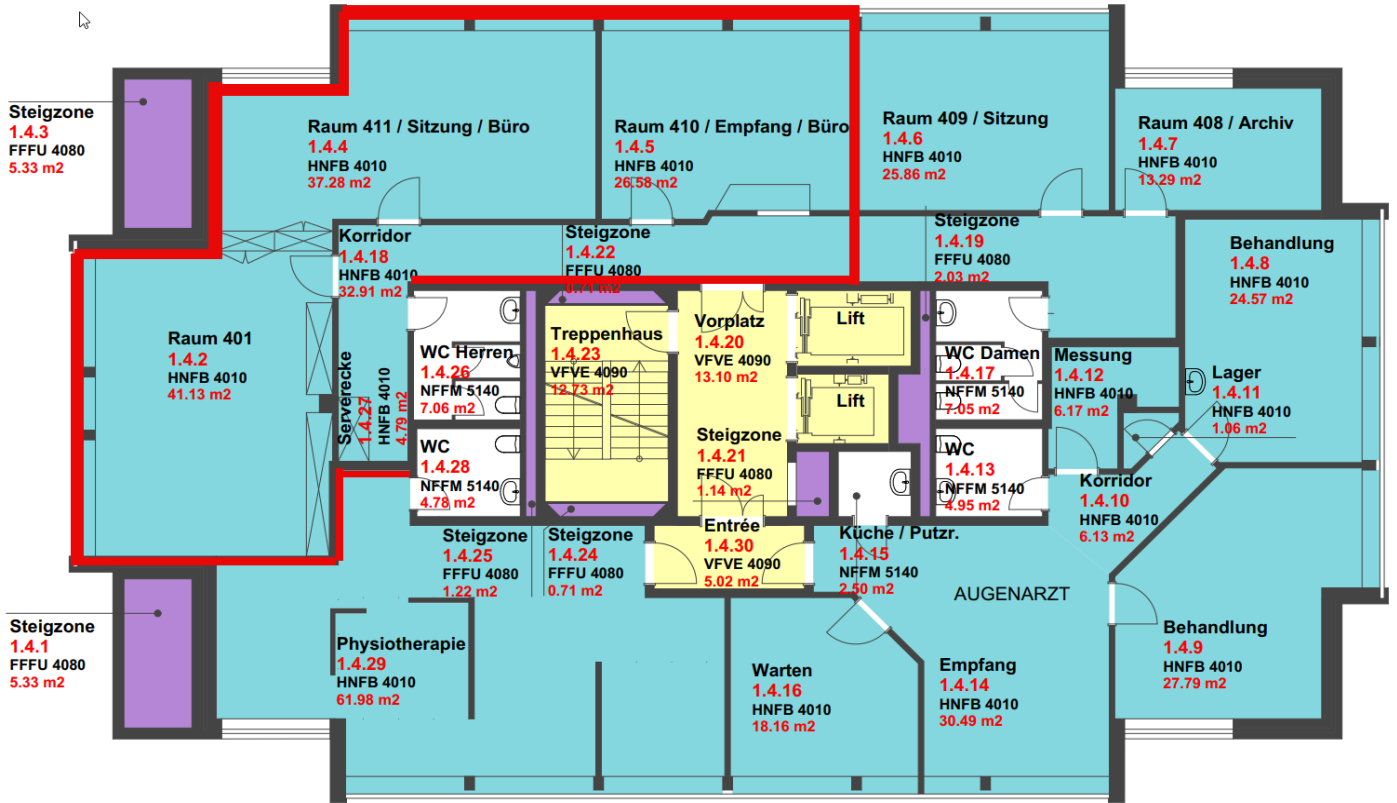 Steigzone
1.4.3
FFFU 4080
5.33 m2
Raum 411 / Sitzung / Büro
1.4.4
HNFB 4010
37.28 m2
Raum 410 / Empfang / Büro
1.4.5
HNFB 4010
26.58 m2
Raum 409 / Sitzung
1.4.6
HNFB 4010
25.86 m2
Raum 408 / Archiv
1.4.7
HNFB 4010
13.29 m2
Korridor
1.4.18
HNFB 4010
32.91 m2
Steigzone
1.4.22
FFFU 4080
0.71 m2
Steigzone
1.4.19
FFFU 4080
2.03 m2
Behandlung
1.4.8
HNFB 4010
24.57 m2
Raum 401
1.4.2
HNFB 4010
41.13 m2
Serverecke
1.4.27
HNFB 4010
4.79 m2
WC Herren
1.4.26
NFFM 5140
7.06 m2
Treppenhaus
1.4.23
VFVE 4090
12.73 m2
Vorplatz
1.4.20
VFVE 4090
13.10 m2
Lift
Lift
WC Damen
1.4.17
NFFM 5140
7.05 m2
Messung
1.4.12
HNFB 4010
6.17 m2
Lager
1.4.11
HNFB 4010
1.06 m2
WC
1.4.28
NFFM 5140
4.78 m2
Steigzone
1.4.21
FFFU 4080
1.14 m2
WC
1.4.13
NFFM 5140
4.95 m2
Korridor
1.4.10
HNFB 4010
6.13 m2
Steigzone
1.4.25
FFFU 4080
1.22 m2
Steigzone
1.4.24
FFFU 4080
0.71 m2
Entrée
1.4.30
VFVE 4090
5.02 m2
Küche / Putzr.
1.4.15
NFFM 5140
2.50 m2
AUGENARZT
Steigzone
1.4.1
FFFU 4080
5.33 m2
Physiotherapie
1.4.29
HNFB 4010
61.98 m2
Warten
1.4.16
HNFB 4010
18.16 m2
Empfang
1.4.14
HNFB 4010
30.49 m2
Behandlung
1.4.9
HNFB 4010
27.79 m2